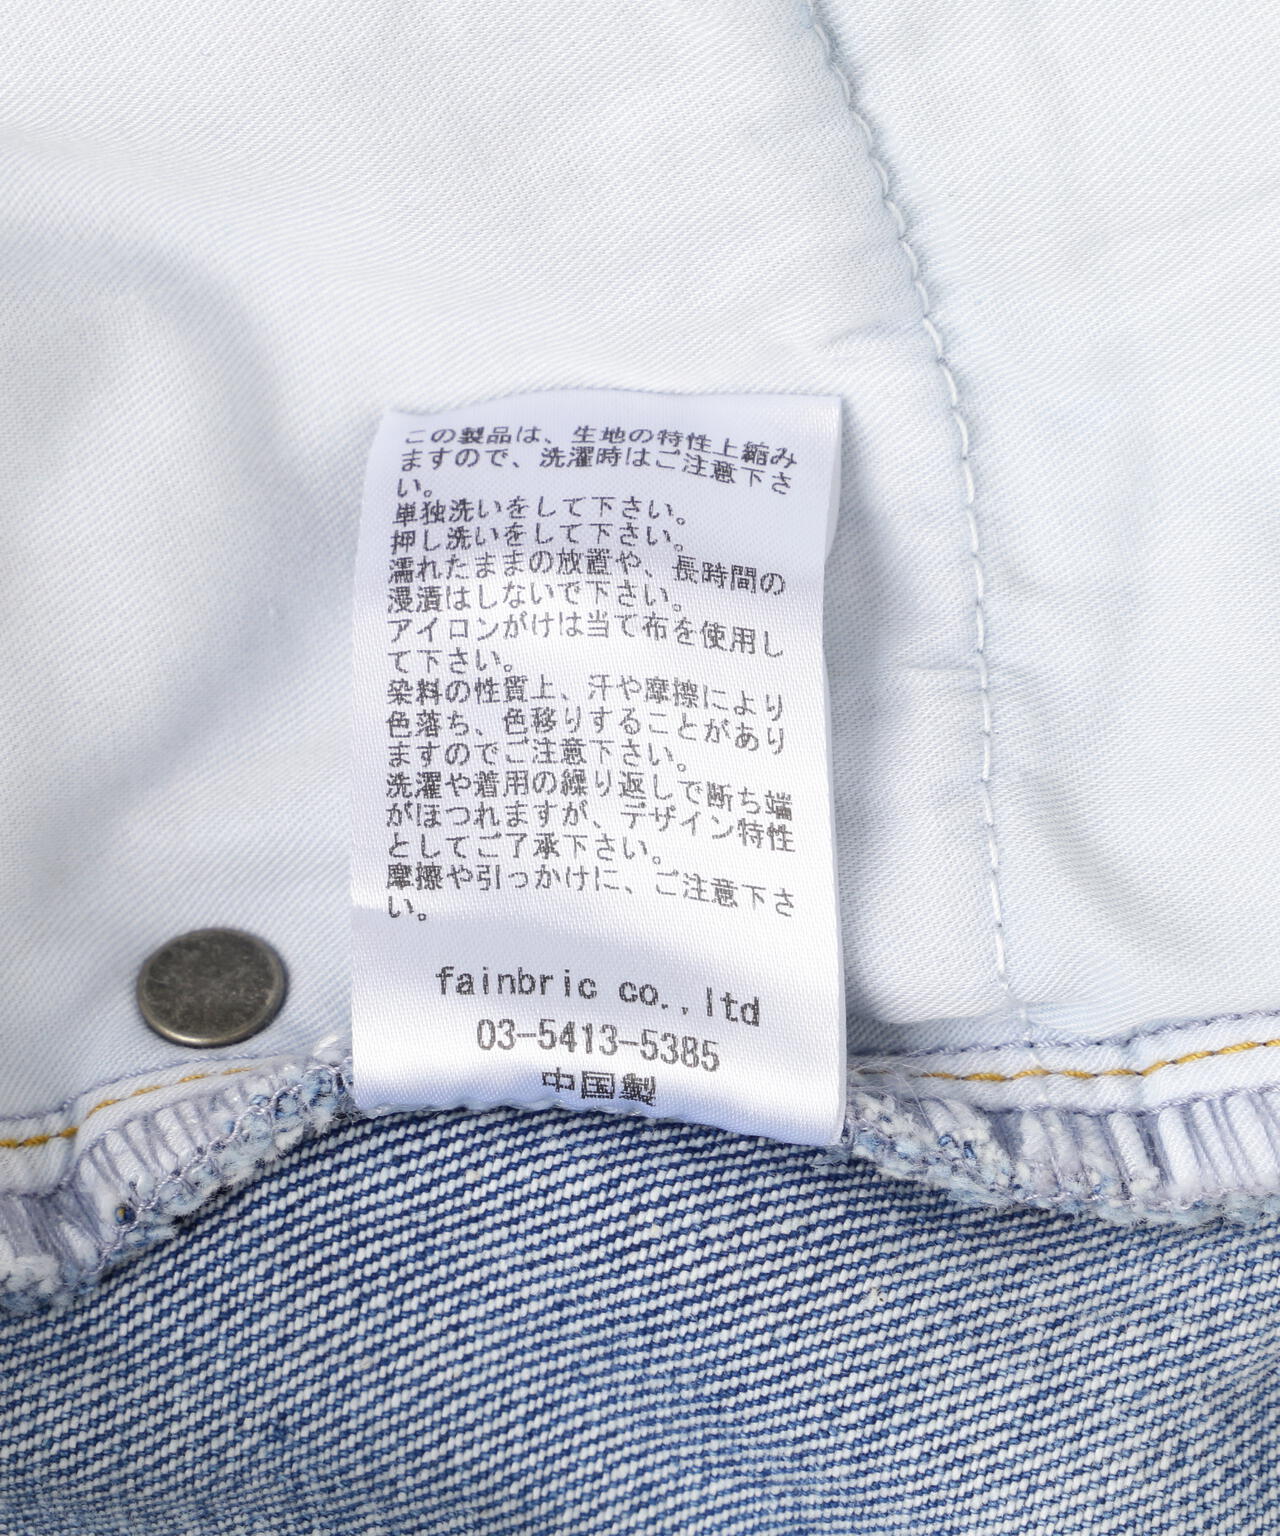 この製品は、生地の特性上縮み
ますので、洗濯時はご注意下さ
い。
単独洗いをして下さい。
押し洗いをして下さい。
濡れたままの放置や、長時間の
浸漬はしないで下さい。
アイロンがけは当て布を使用し
て下さい。
染料の性質上、汗や摩擦により
色落ち、色移りすることがあり
ますのでご注意下さい。
洗濯や着用の繰り返しで断ち端
がほつれますが、デザイン特性
としてご了承下さい。
摩擦や引っかけに、ご注意下さ
い。
fainbric co.,ltd
03-5413-5385
中国製